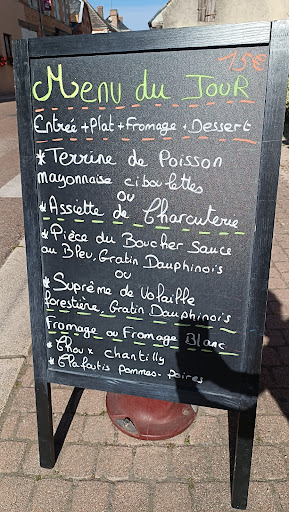 15€
Menu du JOUR
Entrée + Plat + Fromage + Dessert
* Terrine de Poisson
mayonnaise ciboulettes
ou
* Assiette de Charcuterie
* Pièce du Boucher Sauce
au Bleu, Gratin Dauphinois
ou
* Suprême de Volaille
forestière, Gratin Dauphinois
Fromage ou Fromage Blanc
* Choux chantilly
* Clafoutis pommes-poires